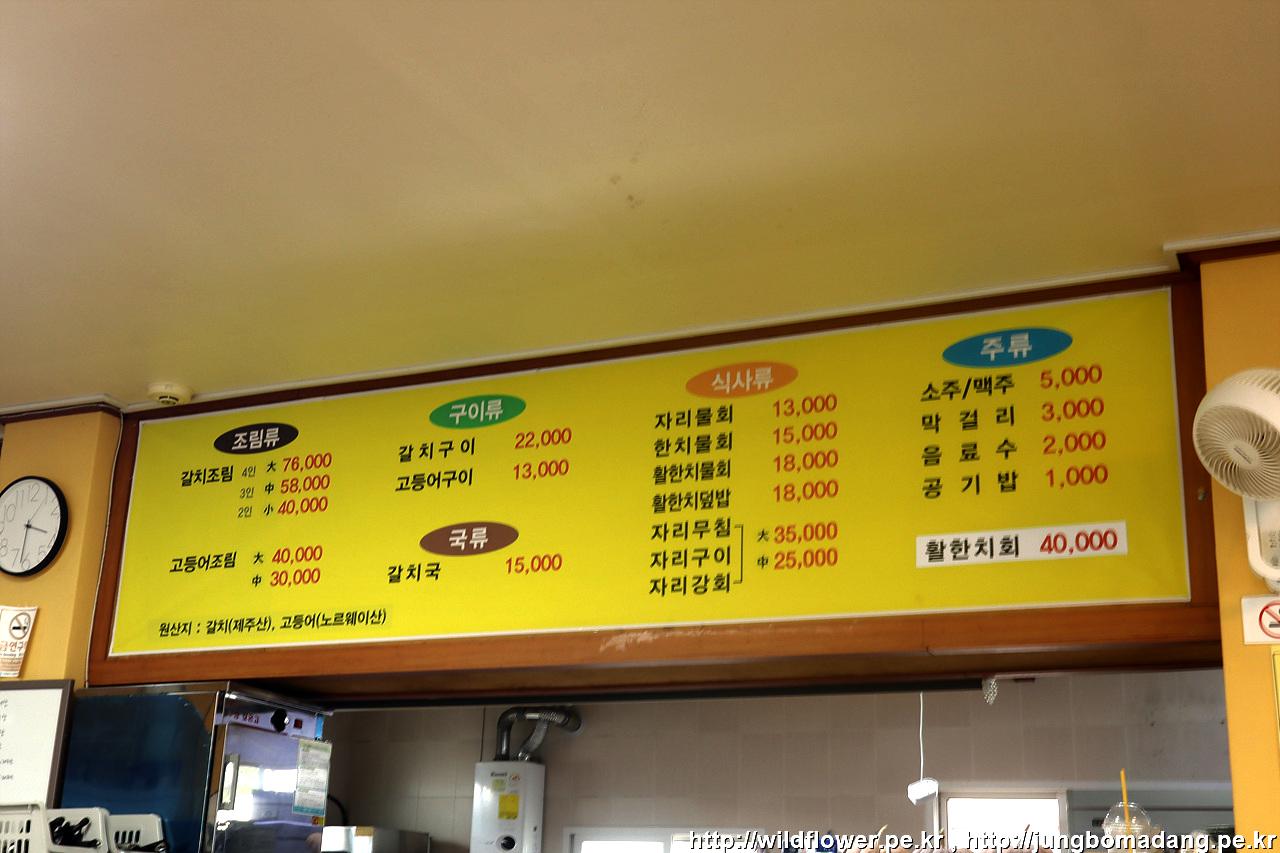 조림류
갈치조림 4인 大 76,000
3인 中 58,000
2인 小 40,000
고등어조림 大 40,000
中 30,000
원산지 : 갈치(제주산), 고등어(노르웨이산)
구이류
갈치구이 22,000
고등어구이 13,000
국류
갈치국 15,000
식사류
자리물회 13,000
한치물회 15,000
활한치물회 18,000
활한치덮밥 18,000
자리무침 大 35,000
자리구이 中 25,000
자리강회
주류
소주/맥주 5,000
막걸리 3,000
음료수 2,000
공기밥 1,000
활한치회 40,000
http://wildflower.pe.kr , http://jungbomadang.pe.kr